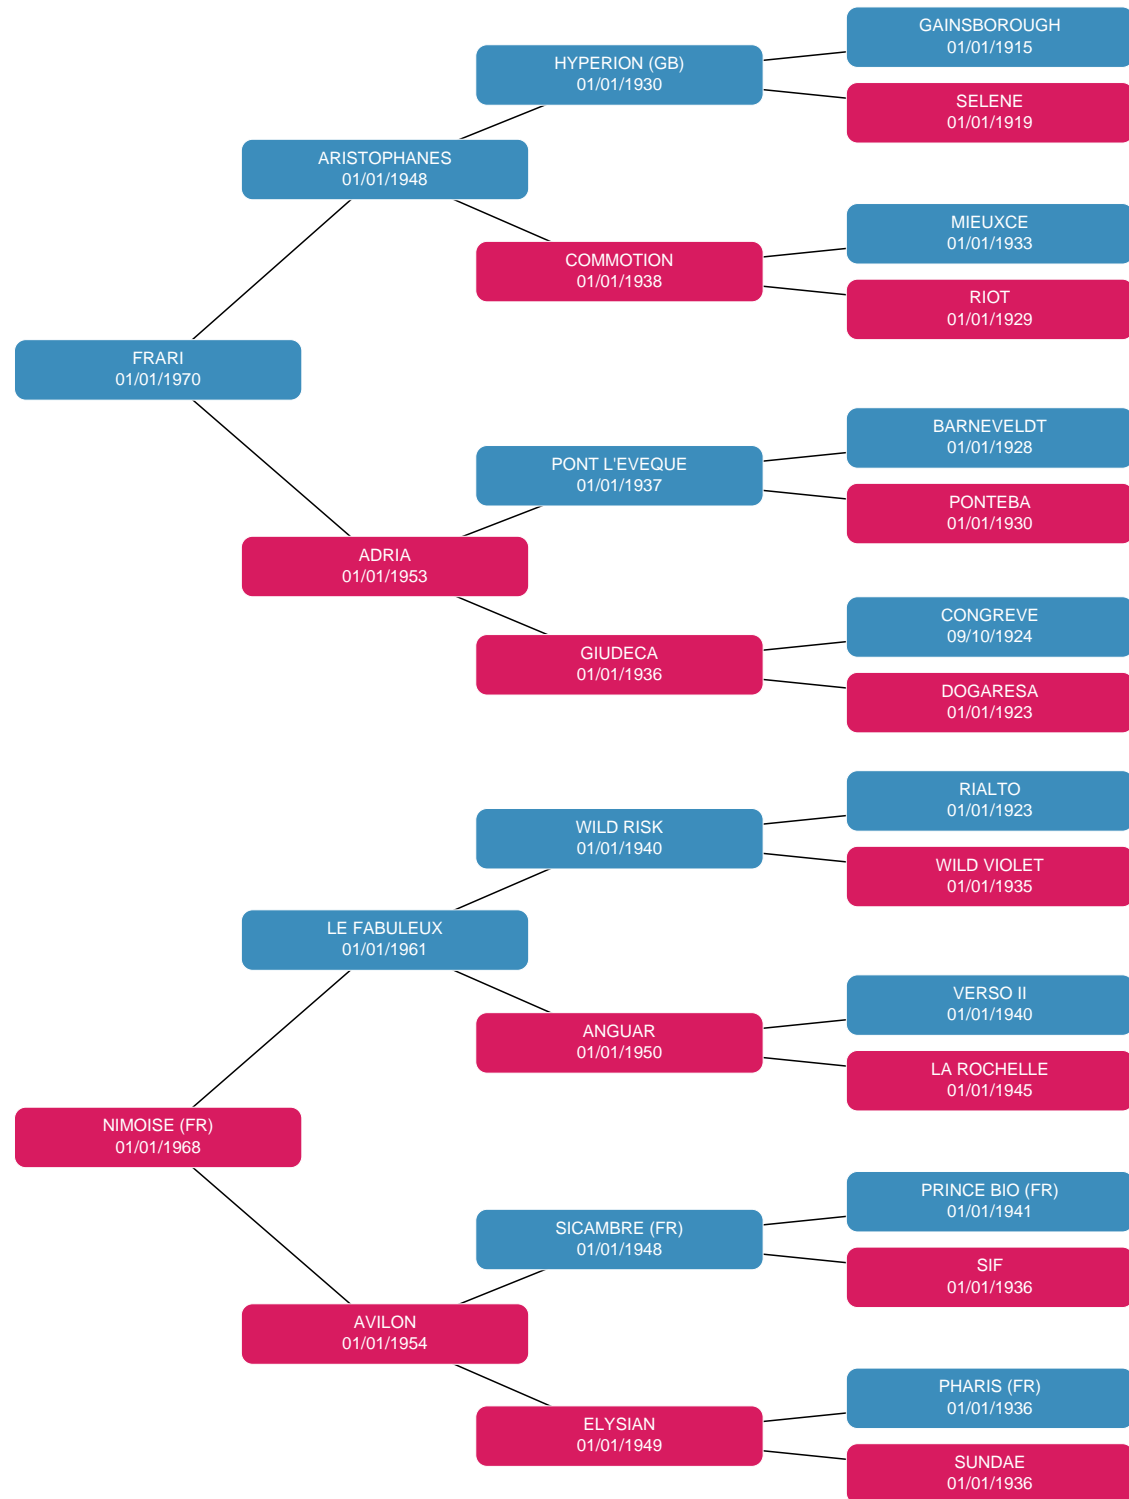 GAINSBOROUGH
01/01/1915
HYPERION (GB)
01/01/1930
SELENE
01/01/1919
ARISTOPHANES
01/01/1948
MIEUXCE
01/01/1933
COMMOTION
01/01/1938
RIOT
01/01/1929
FRARI
01/01/1970
BARNEVELDT
01/01/1928
PONT L'EVEQUE
01/01/1937
PONTEBA
01/01/1930
ADRIA
01/01/1953
CONGREVE
09/10/1924
GIUDECA
01/01/1936
DOGARESA
01/01/1923
RIALTO
01/01/1923
WILD RISK
01/01/1940
WILD VIOLET
01/01/1935
LE FABULEUX
01/01/1961
VERSO II
01/01/1940
ANGUAR
01/01/1950
LA ROCHELLE
01/01/1945
NIMOISE (FR)
01/01/1968
PRINCE BIO (FR)
01/01/1941
SICAMBRE (FR)
01/01/1948
SIF
01/01/1936
AVILON
01/01/1954
PHARIS (FR)
01/01/1936
ELYSIAN
01/01/1949
SUNDAE
01/01/1936